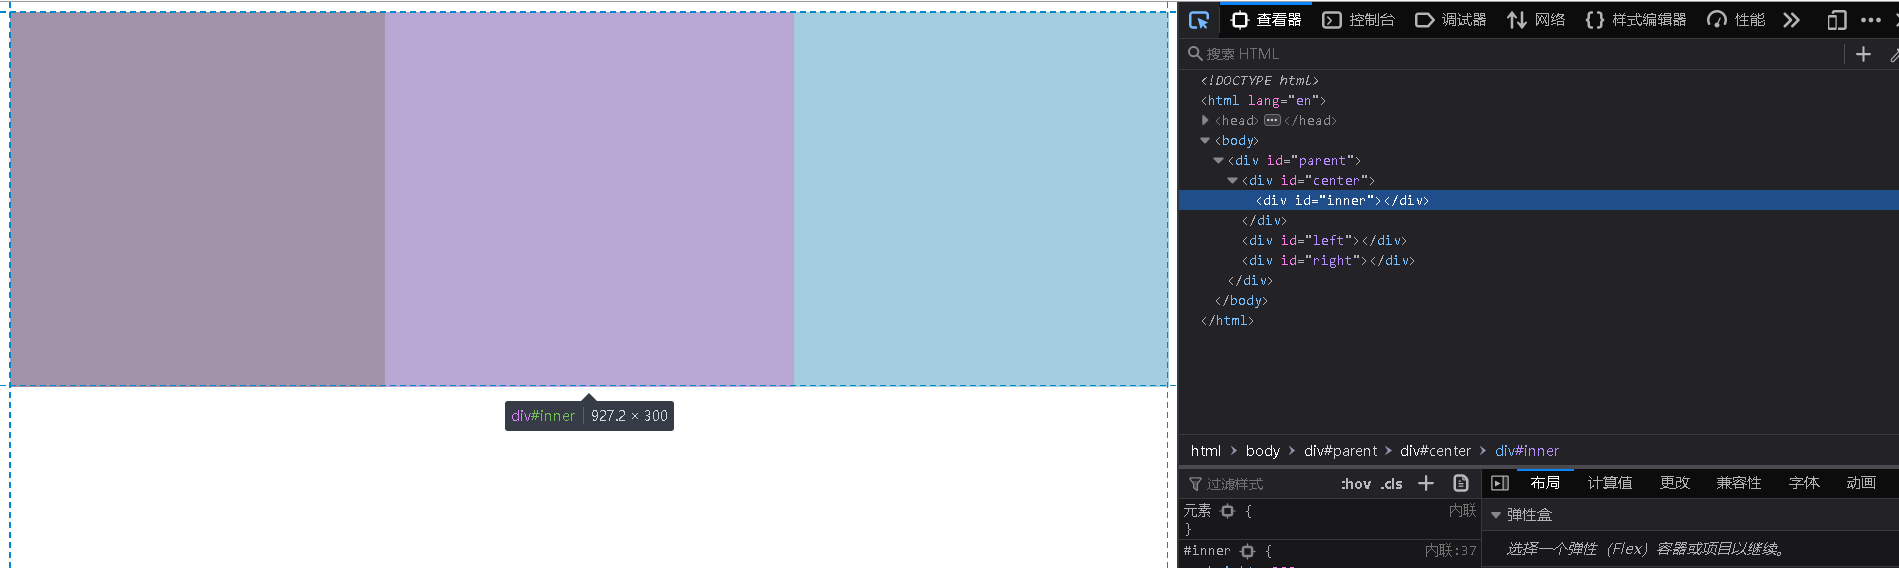 查看器 控制台 调试器 网络 样式编辑器 性能
搜索 HTML
<!DOCTYPE html>
<html lang="en">
<head> ••• </head>
<body>
<div id="parent">
<div id="center">
<div id="inner"></div>
</div>
<div id="left"></div>
<div id="right"></div>
</div>
</body>
</html>
div#inner 927.2 × 300
html > body > div#parent > div#center > div#inner
过滤样式 :hov .cls
布局 计算值 更改 兼容性 字体 动画
元素 { 内联
}
#inner { 内联:37
弹性盒
选择一个弹性（Flex）容器或项目以继续。